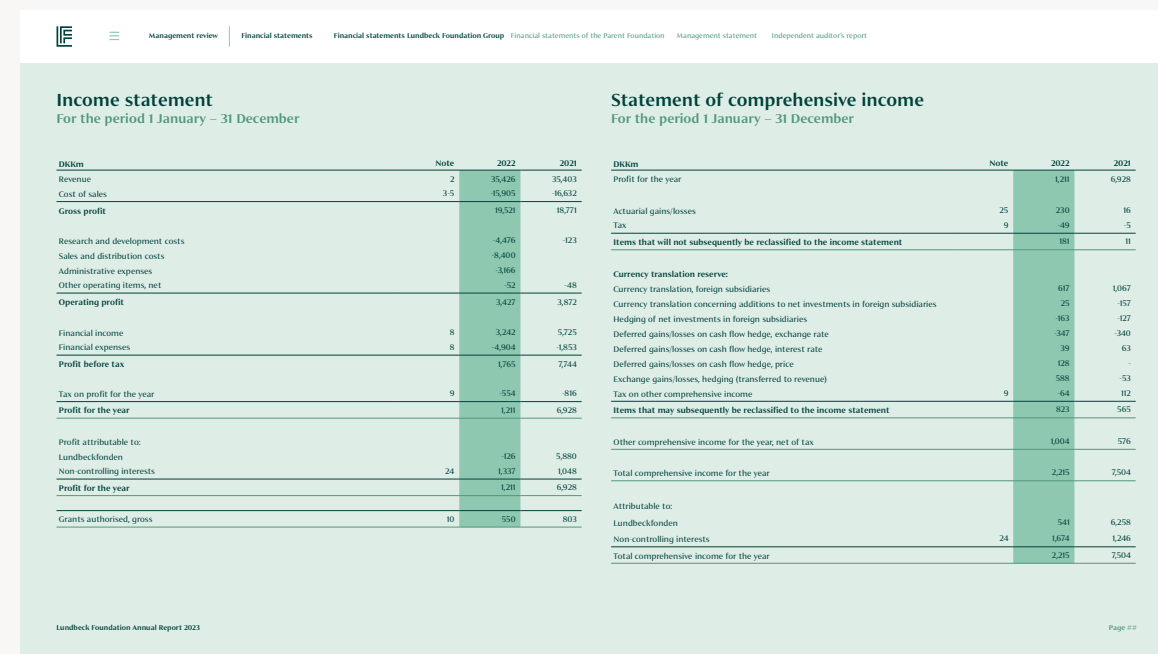 Management review
Financial statements
Financial statements Lundbeck Foundation Group
Financial statements of the Parent Foundation
Management statement
Independent auditor's report
Income statement
For the period 1 January – 31 December
DKKm Note 2022 2021
Revenue 2 35,426 35,403
Cost of sales 3-5 -15,905 -16,632
Gross profit 19,521 18,771
Research and development costs -4,476 -123
Sales and distribution costs -8,400
Administrative expenses -3,166
Other operating items, net -52 -48
Operating profit 3,427 3,872
Financial income 8 3,242 5,725
Financial expenses 8 -4,904 -1,853
Profit before tax 1,765 7,744
Tax on profit for the year 9 -554 -816
Profit for the year 1,211 6,928
Profit attributable to:
Lundbeckfonden -126 5,880
Non-controlling interests 24 1,337 1,048
Profit for the year 1,211 6,928
Grants authorised, gross 10 550 803
Statement of comprehensive income
For the period 1 January – 31 December
DKKm Note 2022 2021
Profit for the year 1,211 6,928
Actuarial gains/losses 25 230 16
Tax 9 -49 -5
Items that will not subsequently be reclassified to the income statement 181 11
Currency translation reserve:
Currency translation, foreign subsidiaries 617 1,067
Currency translation concerning additions to net investments in foreign subsidiaries 25 -157
Hedging of net investments in foreign subsidiaries -163 -127
Deferred gains/losses on cash flow hedge, exchange rate -347 -340
Deferred gains/losses on cash flow hedge, interest rate 39 63
Deferred gains/losses on cash flow hedge, price 128 -
Exchange gains/losses, hedging (transferred to revenue) 588 -53
Tax on other comprehensive income 9 -64 112
Items that may subsequently be reclassified to the income statement 823 565
Other comprehensive income for the year, net of tax 1,004 576
Total comprehensive income for the year 2,215 7,504
Attributable to:
Lundbeckfonden 541 6,258
Non-controlling interests 24 1,674 1,246
Total comprehensive income for the year 2,215 7,504
Lundbeck Foundation Annual Report 2023
Page ##